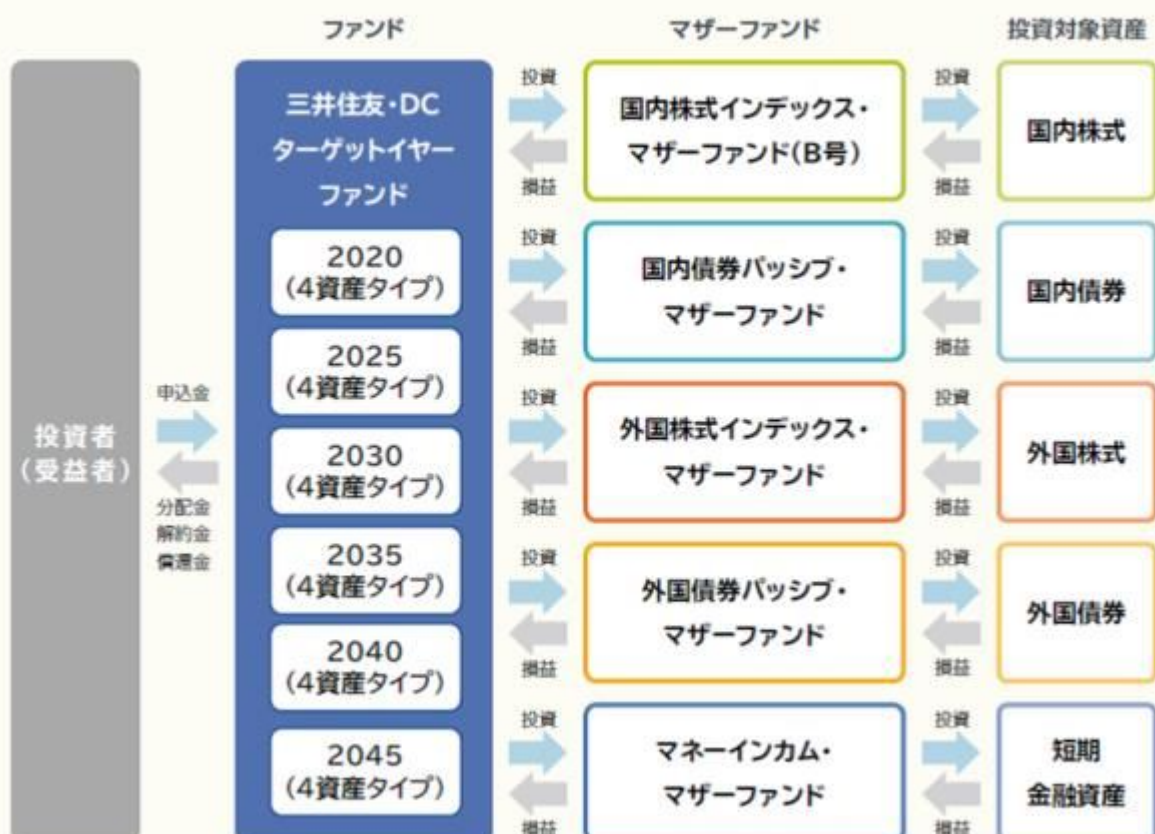 ファンド
マザーファンド
投資対象資産
投資者
(受益者)
申込金
分配金
解約金
償還金
三井住友・DC
ターゲットイヤー
ファンド
2020
(4資産タイプ)
2025
(4資産タイプ)
2030
(4資産タイプ)
2035
(4資産タイプ)
2040
(4資産タイプ)
2045
(4資産タイプ)
投資
損益
国内株式インデックス・
マザーファンド(B号)
投資
損益
国内株式
投資
損益
国内債券パッシブ・
マザーファンド
投資
損益
国内債券
投資
損益
外国株式インデックス・
マザーファンド
投資
損益
外国株式
投資
損益
外国債券パッシブ・
マザーファンド
投資
損益
外国債券
投資
損益
マネーインカム・
マザーファンド
投資
損益
短期
金融資産